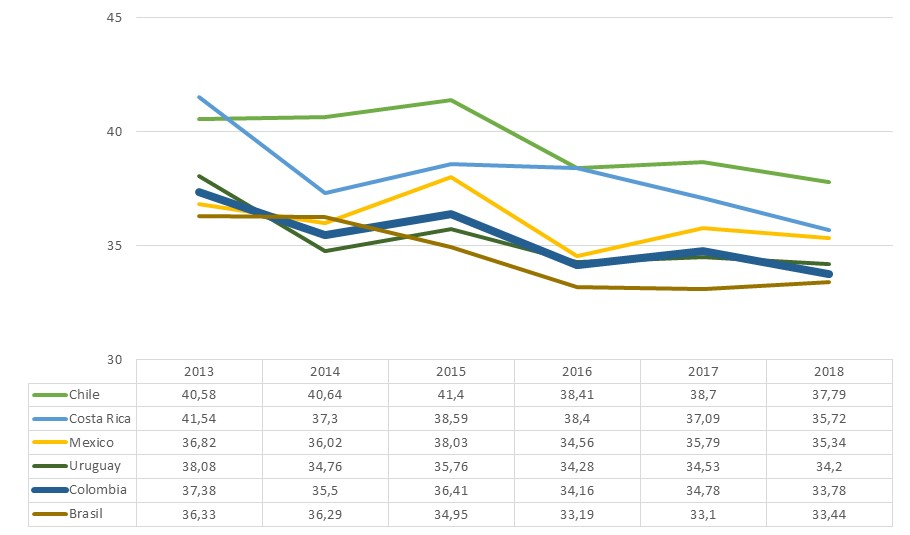 45
40
35
30
2013 2014 2015 2016 2017 2018
Chile 40,58 40,64 41,4 38,41 38,7 37,79
Costa Rica 41,54 37,3 38,59 38,4 37,09 35,72
Mexico 36,82 36,02 38,03 34,56 35,79 35,34
Uruguay 38,08 34,76 35,76 34,28 34,53 34,2
Colombia 37,38 35,5 36,41 34,16 34,78 33,78
Brasil 36,33 36,29 34,95 33,19 33,1 33,44